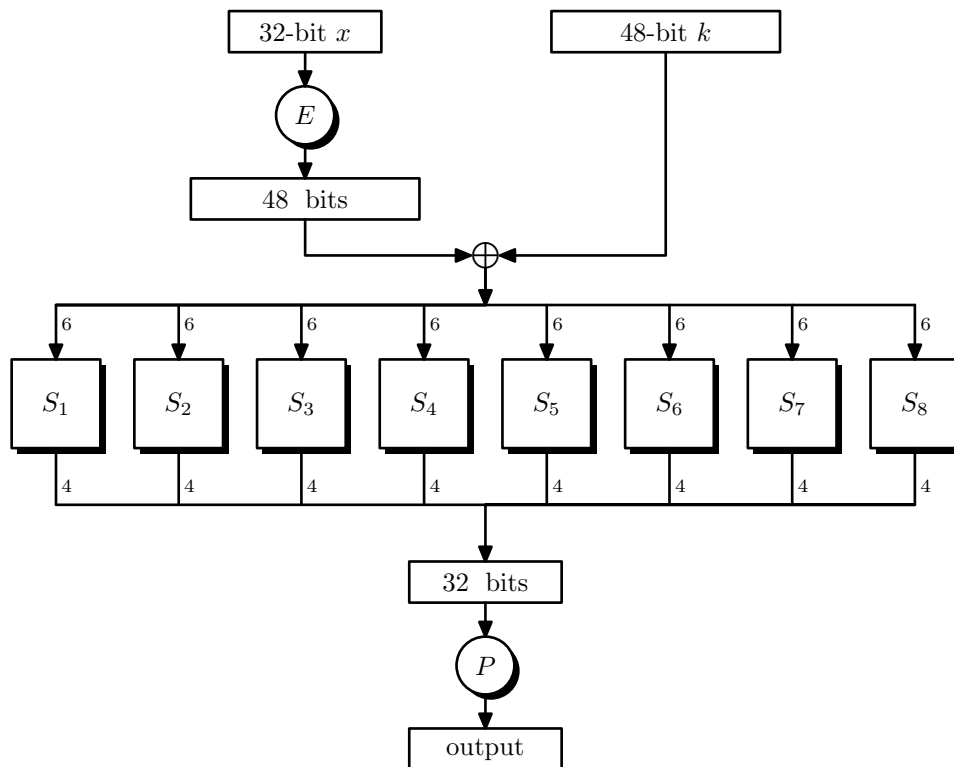 32-bit x 48-bit k
E
48 bits
⊕
6 6 6 6 6 6 6 6
S₁ S₂ S₃ S₄ S₅ S₆ S₇ S₈
4 4 4 4 4 4 4 4
32 bits
P
output